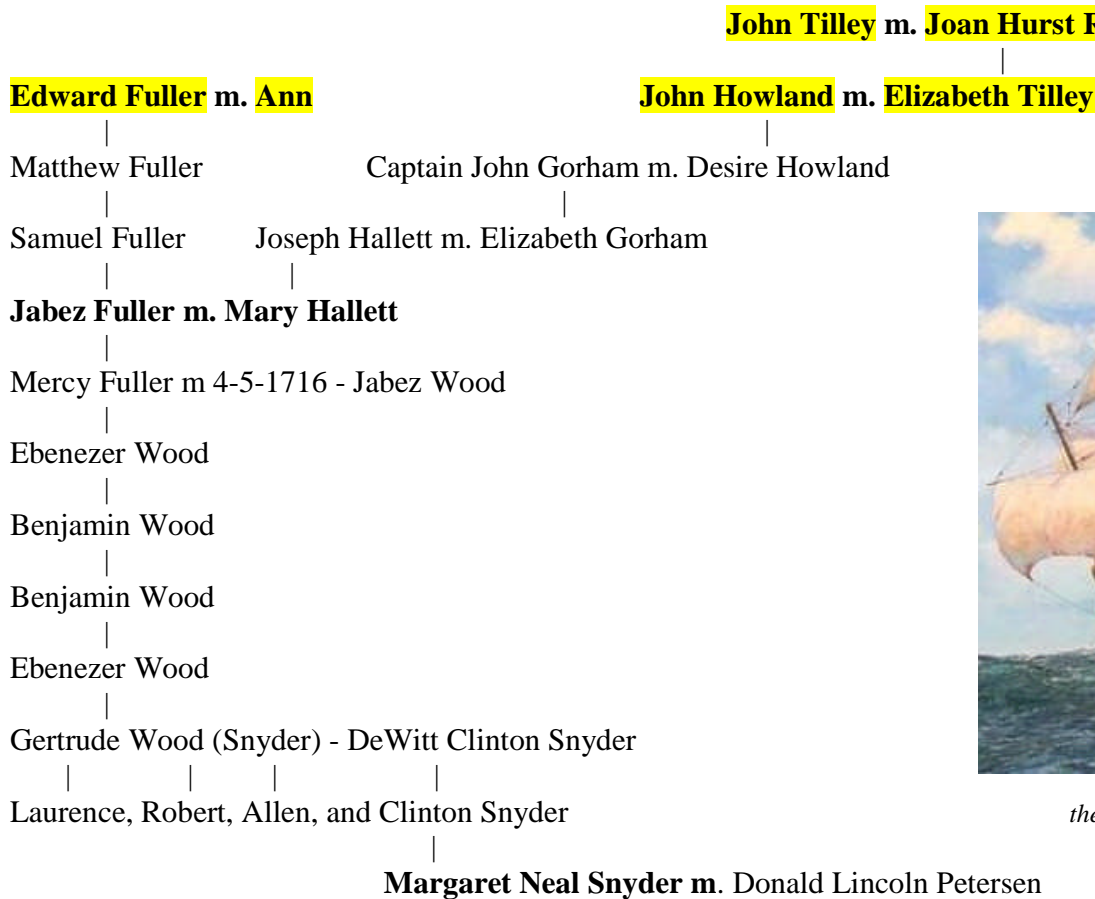 John Tilley m. Joan Hurst
Edward Fuller m. Ann John Howland m. Elizabeth Tilley
Matthew Fuller Captain John Gorham m. Desire Howland
Samuel Fuller Joseph Hallett m. Elizabeth Gorham
Jabez Fuller m. Mary Hallett
Mercy Fuller m 4-5-1716 - Jabez Wood
Ebenezer Wood
Benjamin Wood
Benjamin Wood
Ebenezer Wood
Gertrude Wood (Snyder) - DeWitt Clinton Snyder
Laurence, Robert, Allen, and Clinton Snyder
the
Margaret Neal Snyder m. Donald Lincoln Petersen